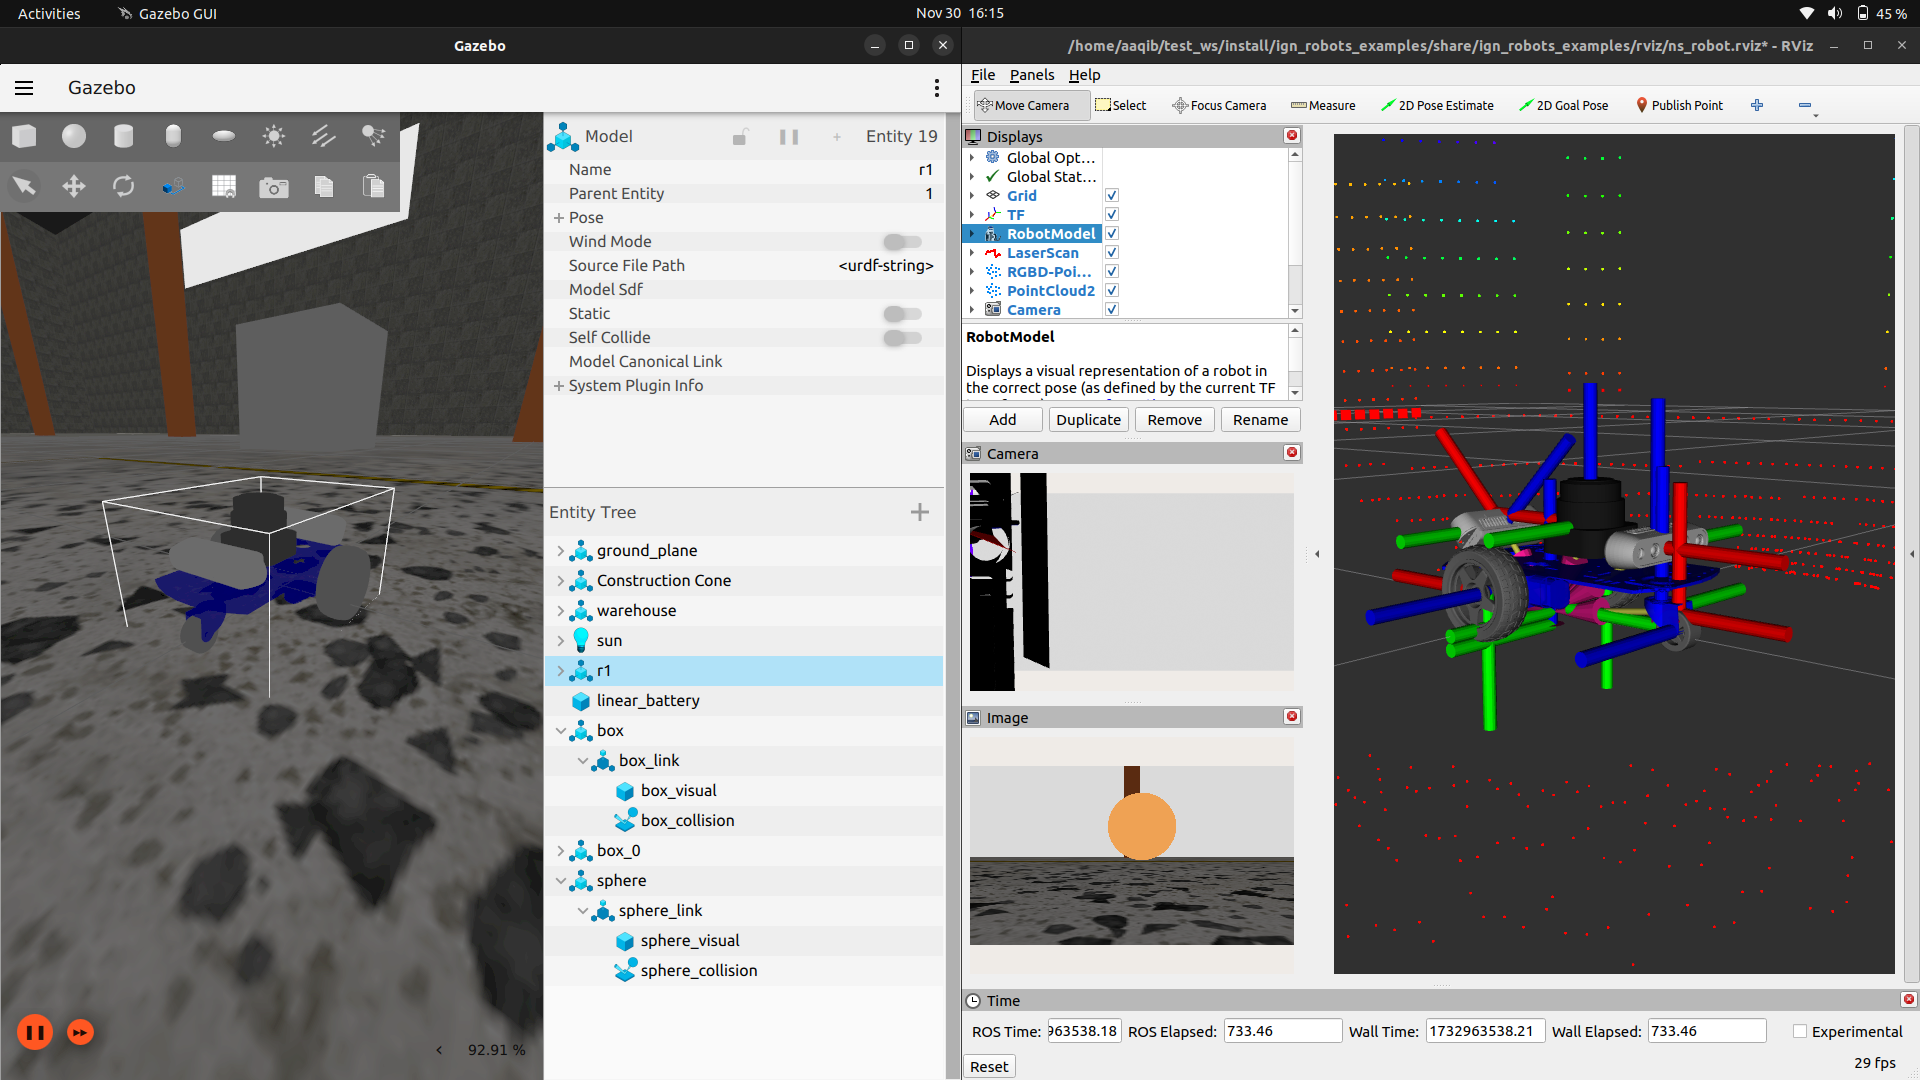 Activities
Gazebo GUI
Nov 30 16:15
45 %
Gazebo
/home/aaqib/test_ws/install/ign_robots_examples/share/ign_robots_examples/rviz/ns_robot.rviz* - RViz
Gazebo
Model
Entity 19
Name
r1
Parent Entity
1
Pose
Wind Mode
Source File Path
<urdf-string>
Model Sdf
Static
Self Collide
Model Canonical Link
System Plugin Info
Entity Tree
ground_plane
Construction Cone
warehouse
sun
r1
linear_battery
box
box_link
box_visual
box_collision
box_0
sphere
sphere_link
sphere_visual
sphere_collision
92.91 %
File Panels Help
Move Camera
Select
Focus Camera
Measure
2D Pose Estimate
2D Goal Pose
Publish Point
Displays
Global Opt...
Global Stat...
Grid
TF
RobotModel
LaserScan
RGBD-Poi...
PointCloud2
Camera
RobotModel
Displays a visual representation of a robot in
the correct pose (as defined by the current TF
Add
Duplicate
Remove
Rename
Camera
Image
Time
ROS Time: 963538.18 ROS Elapsed: 733.46 Wall Time: 1732963538.21 Wall Elapsed: 733.46 Experimental
Reset
29 fps